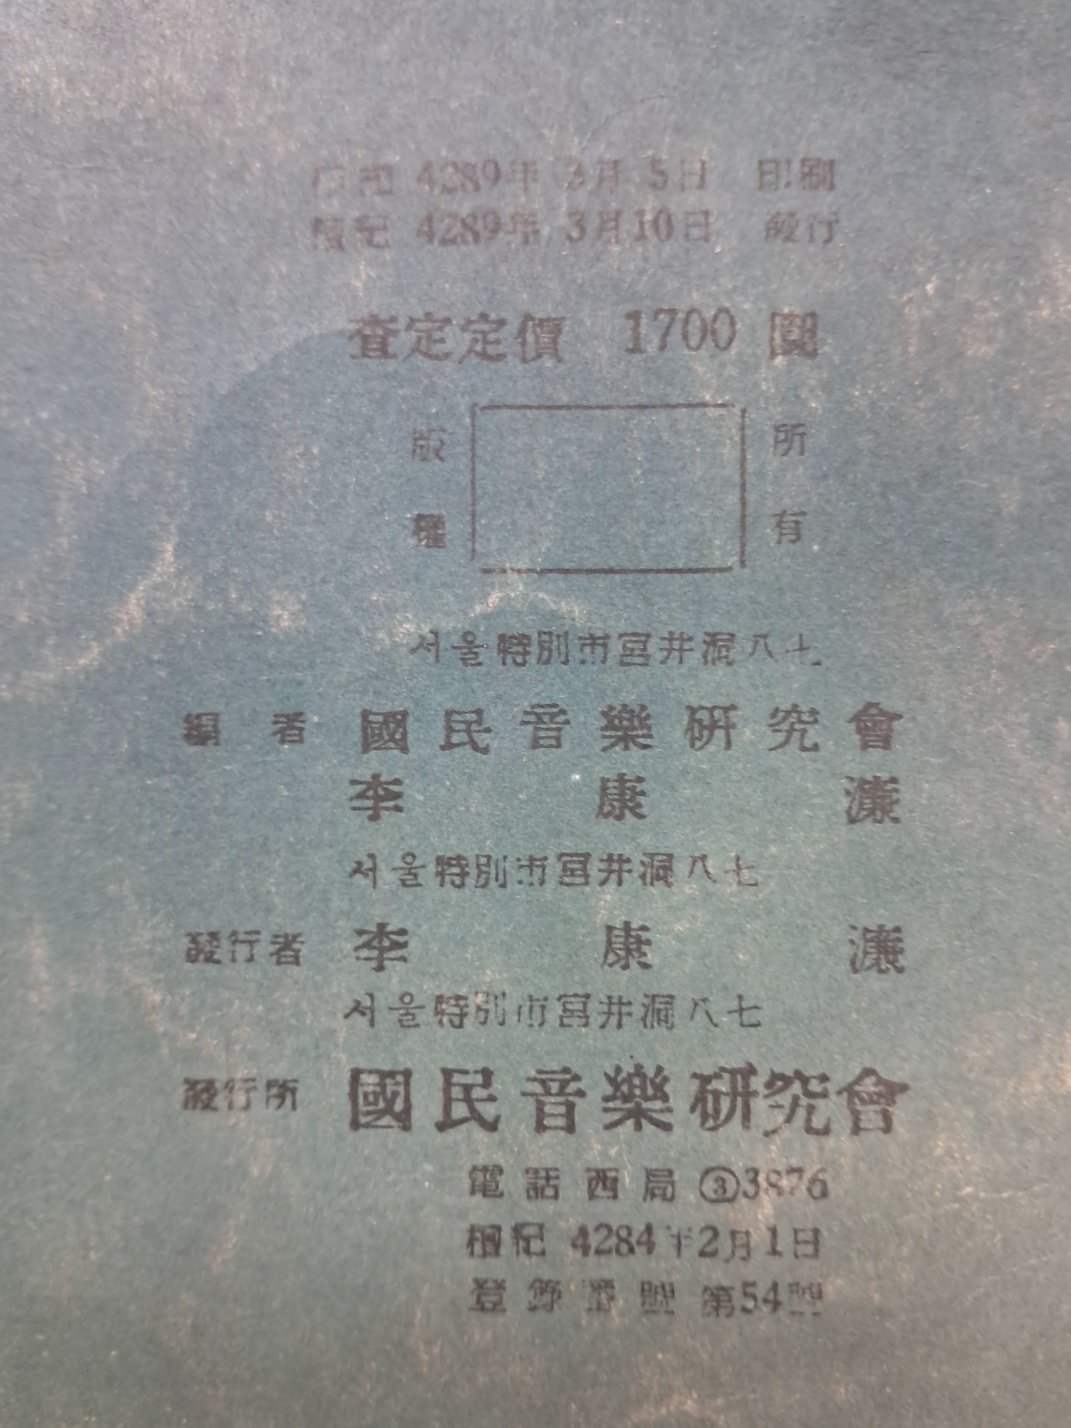 檀紀 4289年 3月 5日 印刷
檀紀 4289年 3月10日 發行
査定定價 1700 圜
版 所
權 有
서울特別市宮井洞八七
編者 國民音樂硏究會
李康濂
서울特別市宮井洞八七
發行者 李康濂
서울特別市宮井洞八七
發行所 國民音樂硏究會
電話西局③3876
檀紀 4284年2月1日
登錄番號 第54號